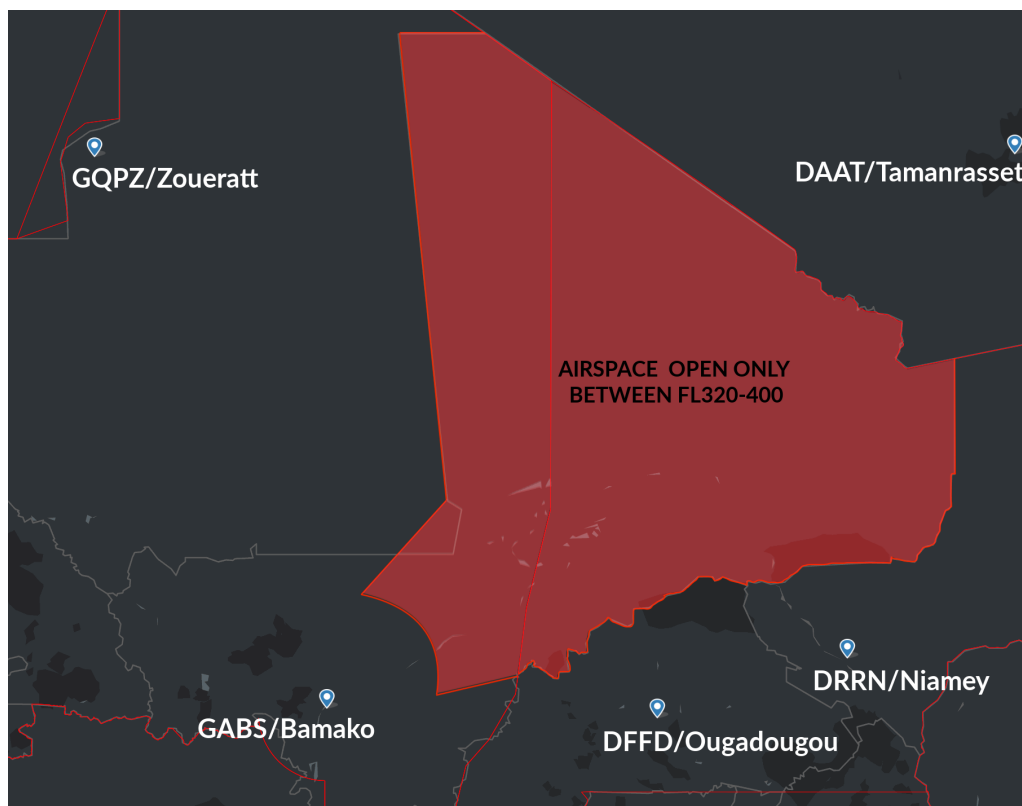 GQPZ/Zoueratt
DAAT/Tamanrasset
AIRSPACE OPEN ONLY
BETWEEN FL320-400
DRRN/Niamey
GABS/Bamako
DFFD/Ougadougou